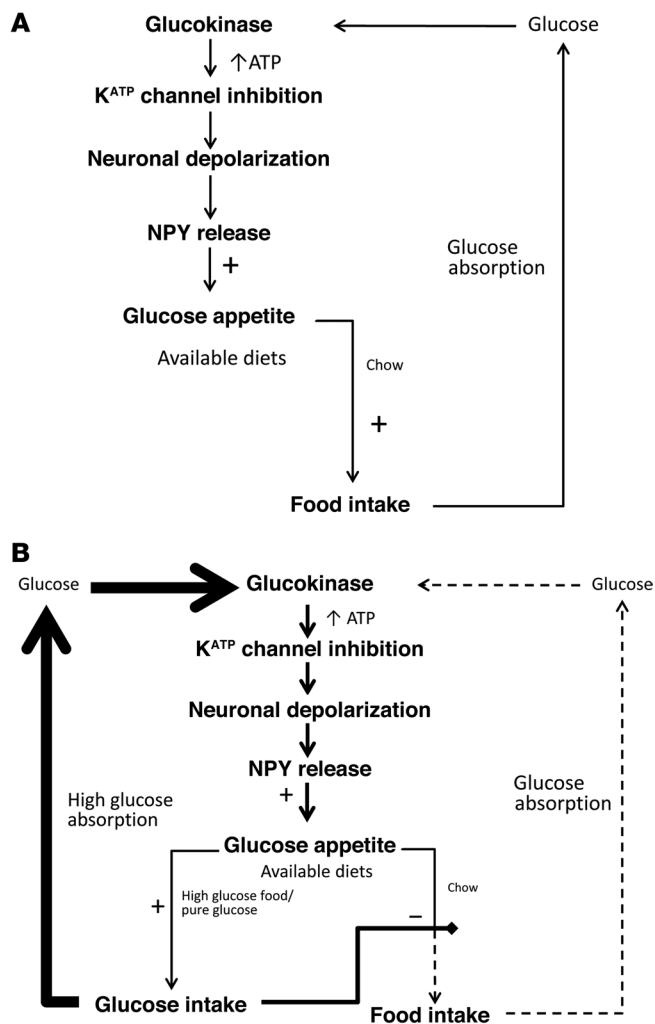 A
Glucokinase
Glucose
↑ATP
Kᴬᵀᴾ channel inhibition
Neuronal depolarization
NPY release
+
Glucose absorption
Glucose appetite
Available diets
Chow
+
Food intake
B
Glucose
Glucokinase
Glucose
↑ ATP
Kᴬᵀᴾ channel inhibition
Neuronal depolarization
NPY release
+
High glucose
absorption
Glucose
absorption
Glucose appetite
Available diets
+
High glucose food/
pure glucose
Chow
–
Glucose intake
Food intake